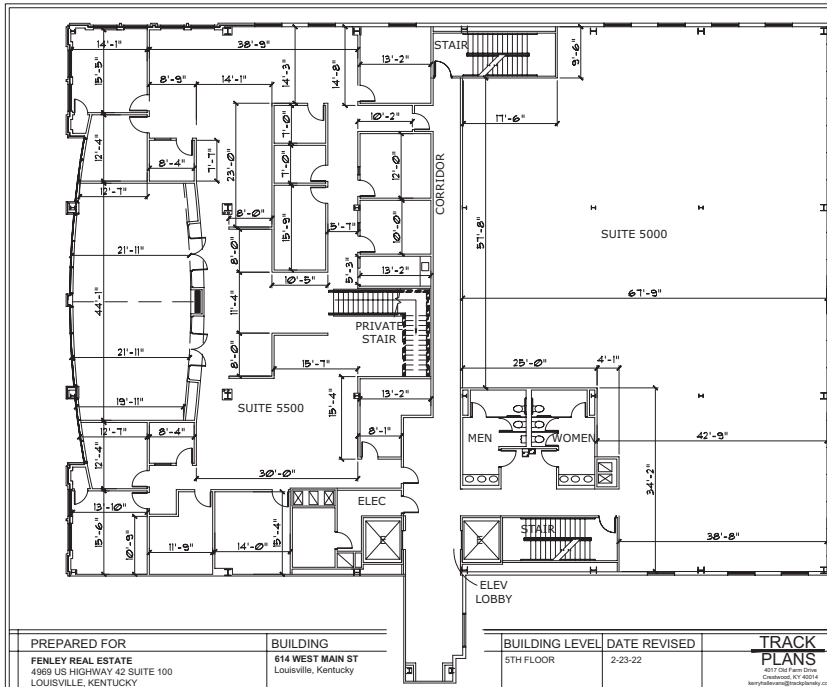 14'-1"
38'-9"
STAIR
15'-5"
8'-9"
14'-1"
14'-3"
14'-8"
13'-2"
9'-6"
17'-6"
7'-0"
10'-2"
12'-4"
8'-4"
7'-7"
23'-0"
7'-0"
12'-0"
CORRIDOR
12'-7"
8'-0"
15'-9"
5'-7"
10'-0"
57'-8"
SUITE 5000
21'-11"
8'-0"
5'-3"
13'-2"
10'-5"
67'-9"
44'-1"
11'-4"
PRIVATE
STAIR
21'-11"
8'-0"
15'-7"
25'-0"
4'-1"
19'-11"
SUITE 5500
15'-4"
13'-2"
12'-7"
8'-4"
8'-1"
MEN
WOMEN
42'-9"
12'-4"
30'-0"
34'-2"
13'-10"
ELEC
15'-6"
10'-9"
11'-9"
14'-0"
15'-4"
E
E
STAIR
38'-8"
ELEV
LOBBY
PREPARED FOR
FENLEY REAL ESTATE
4969 US HIGHWAY 42 SUITE 100
LOUISVILLE, KENTUCKY
BUILDING
614 WEST MAIN ST
Louisville, Kentucky
BUILDING LEVEL
5TH FLOOR
DATE REVISED
2-23-22
TRACK
PLANS
4017 Old Farm Drive
Crestwood, KY 40014